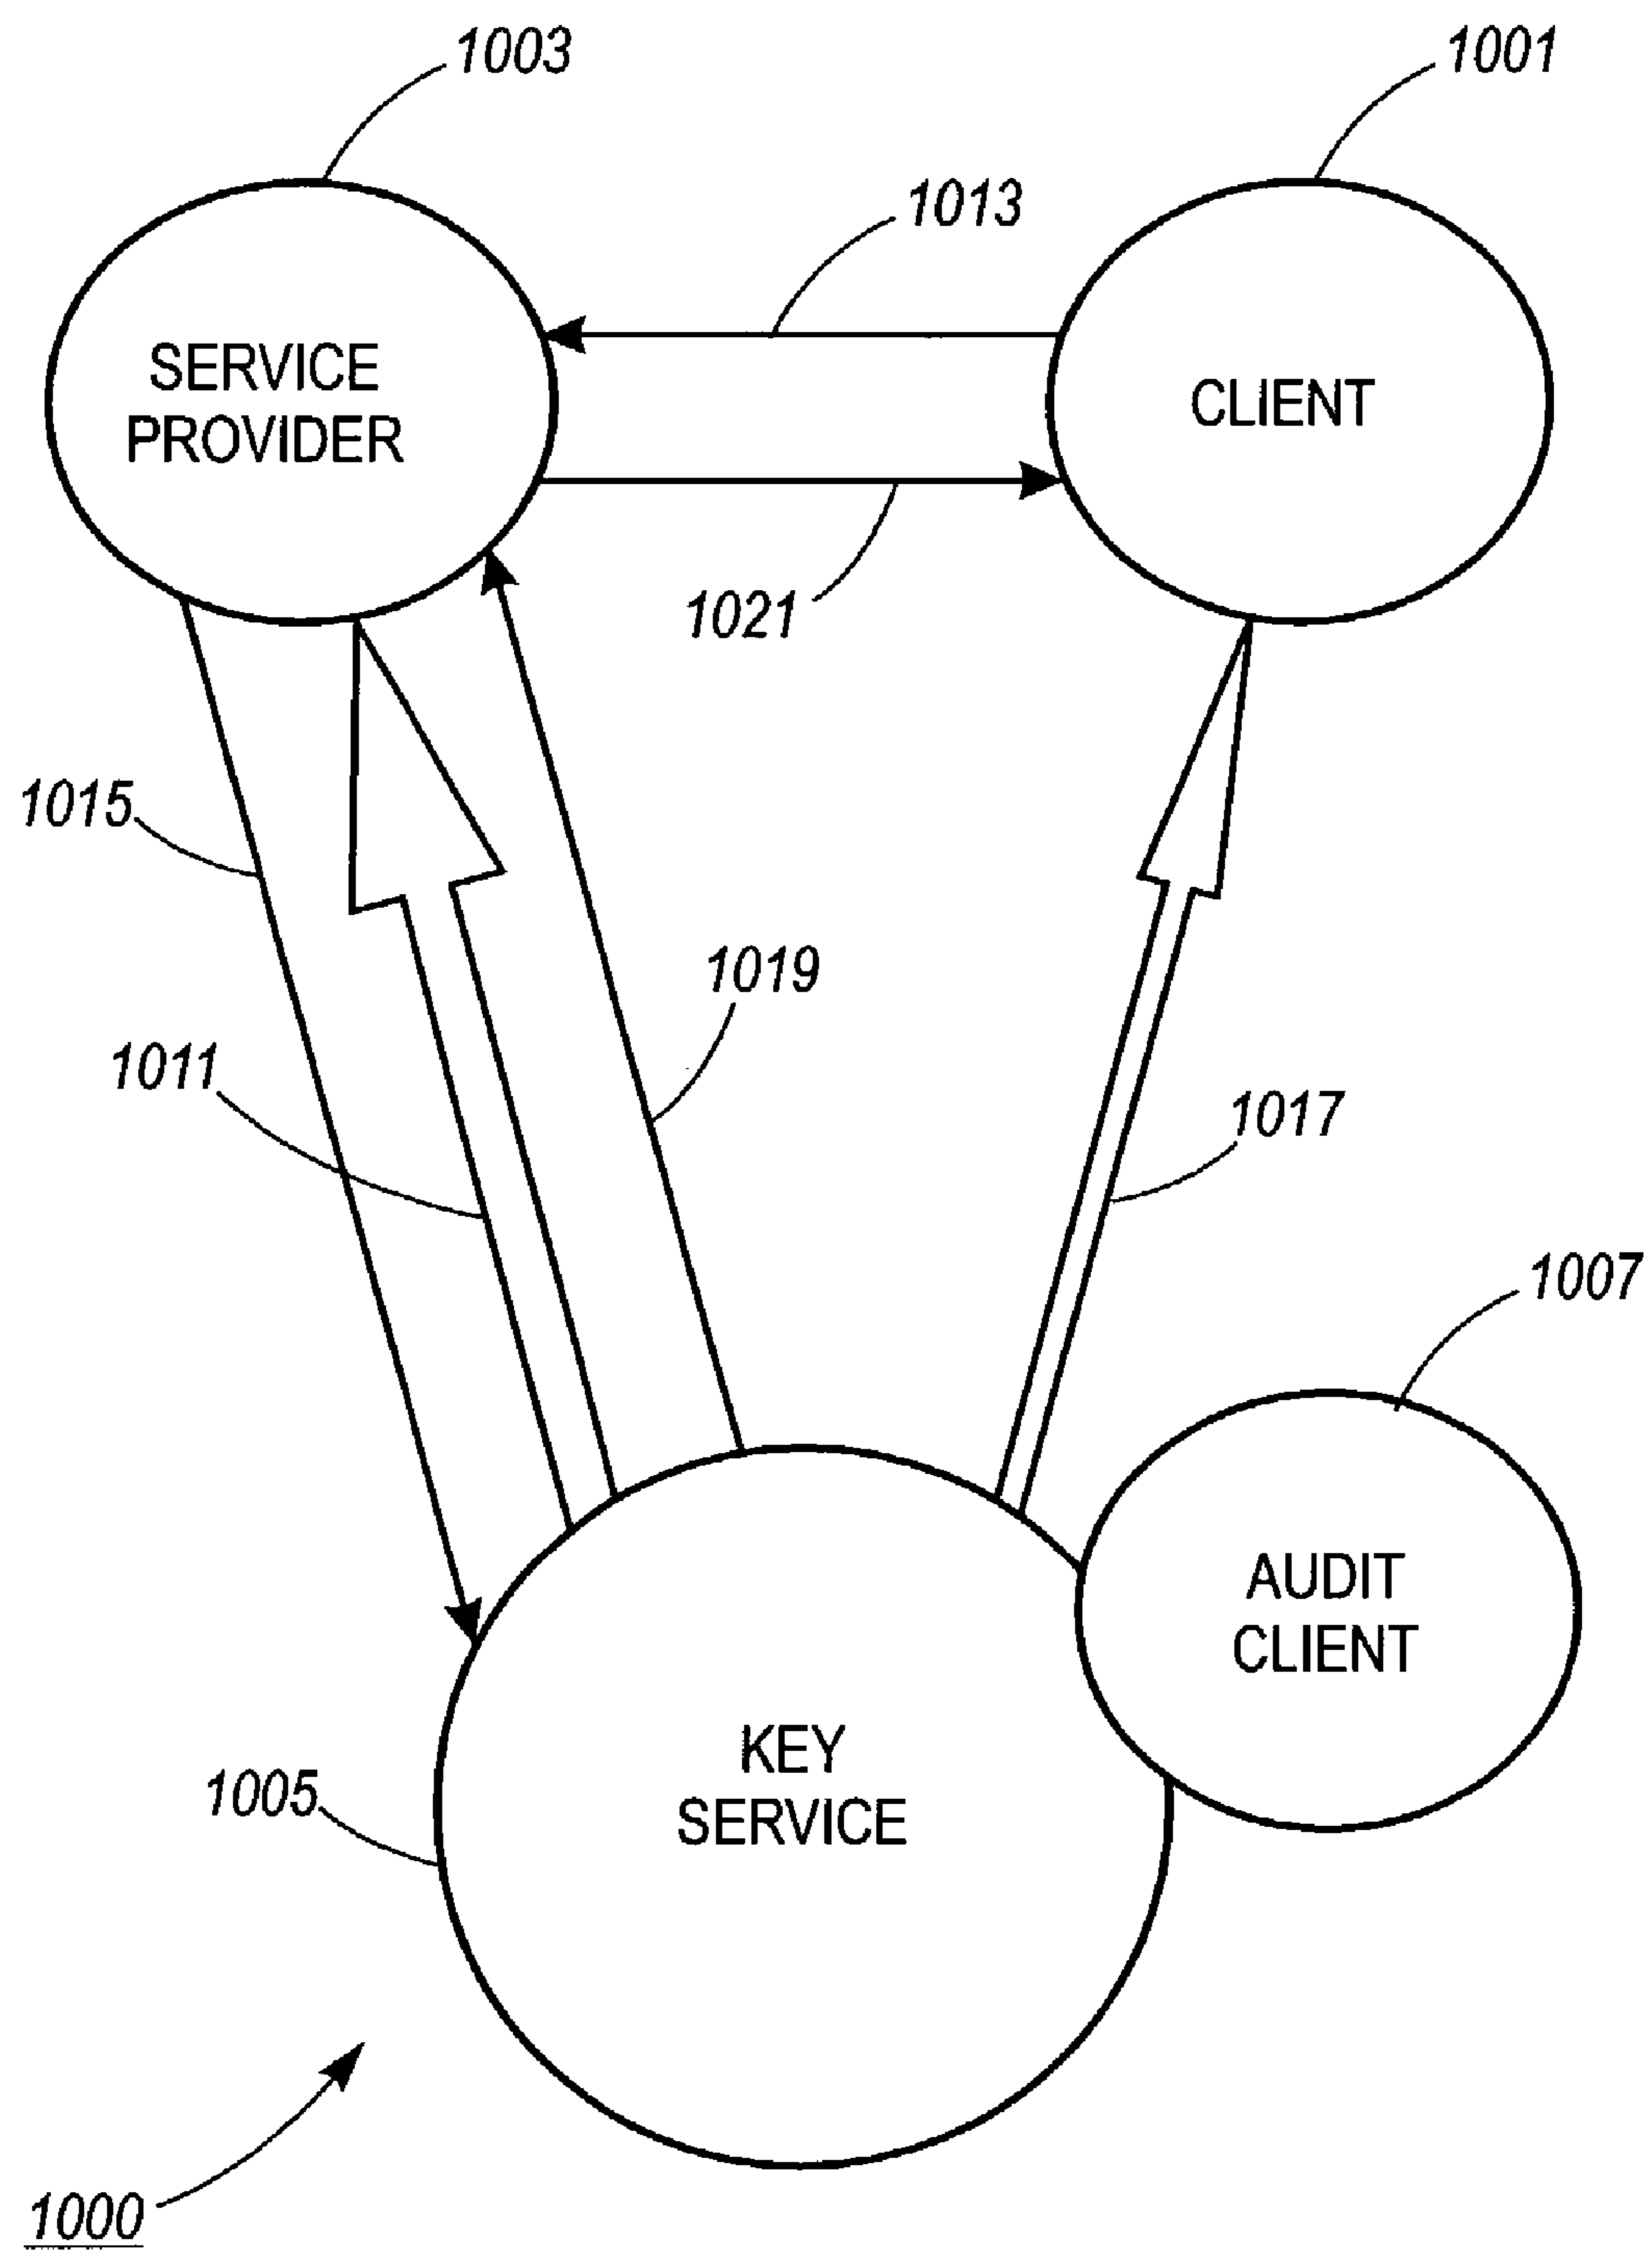 1003
1001
1013
SERVICE
PROVIDER
CLIENT
1021
1015
1019
1011
1017
1007
AUDIT
CLIENT
KEY
SERVICE
1005
1000